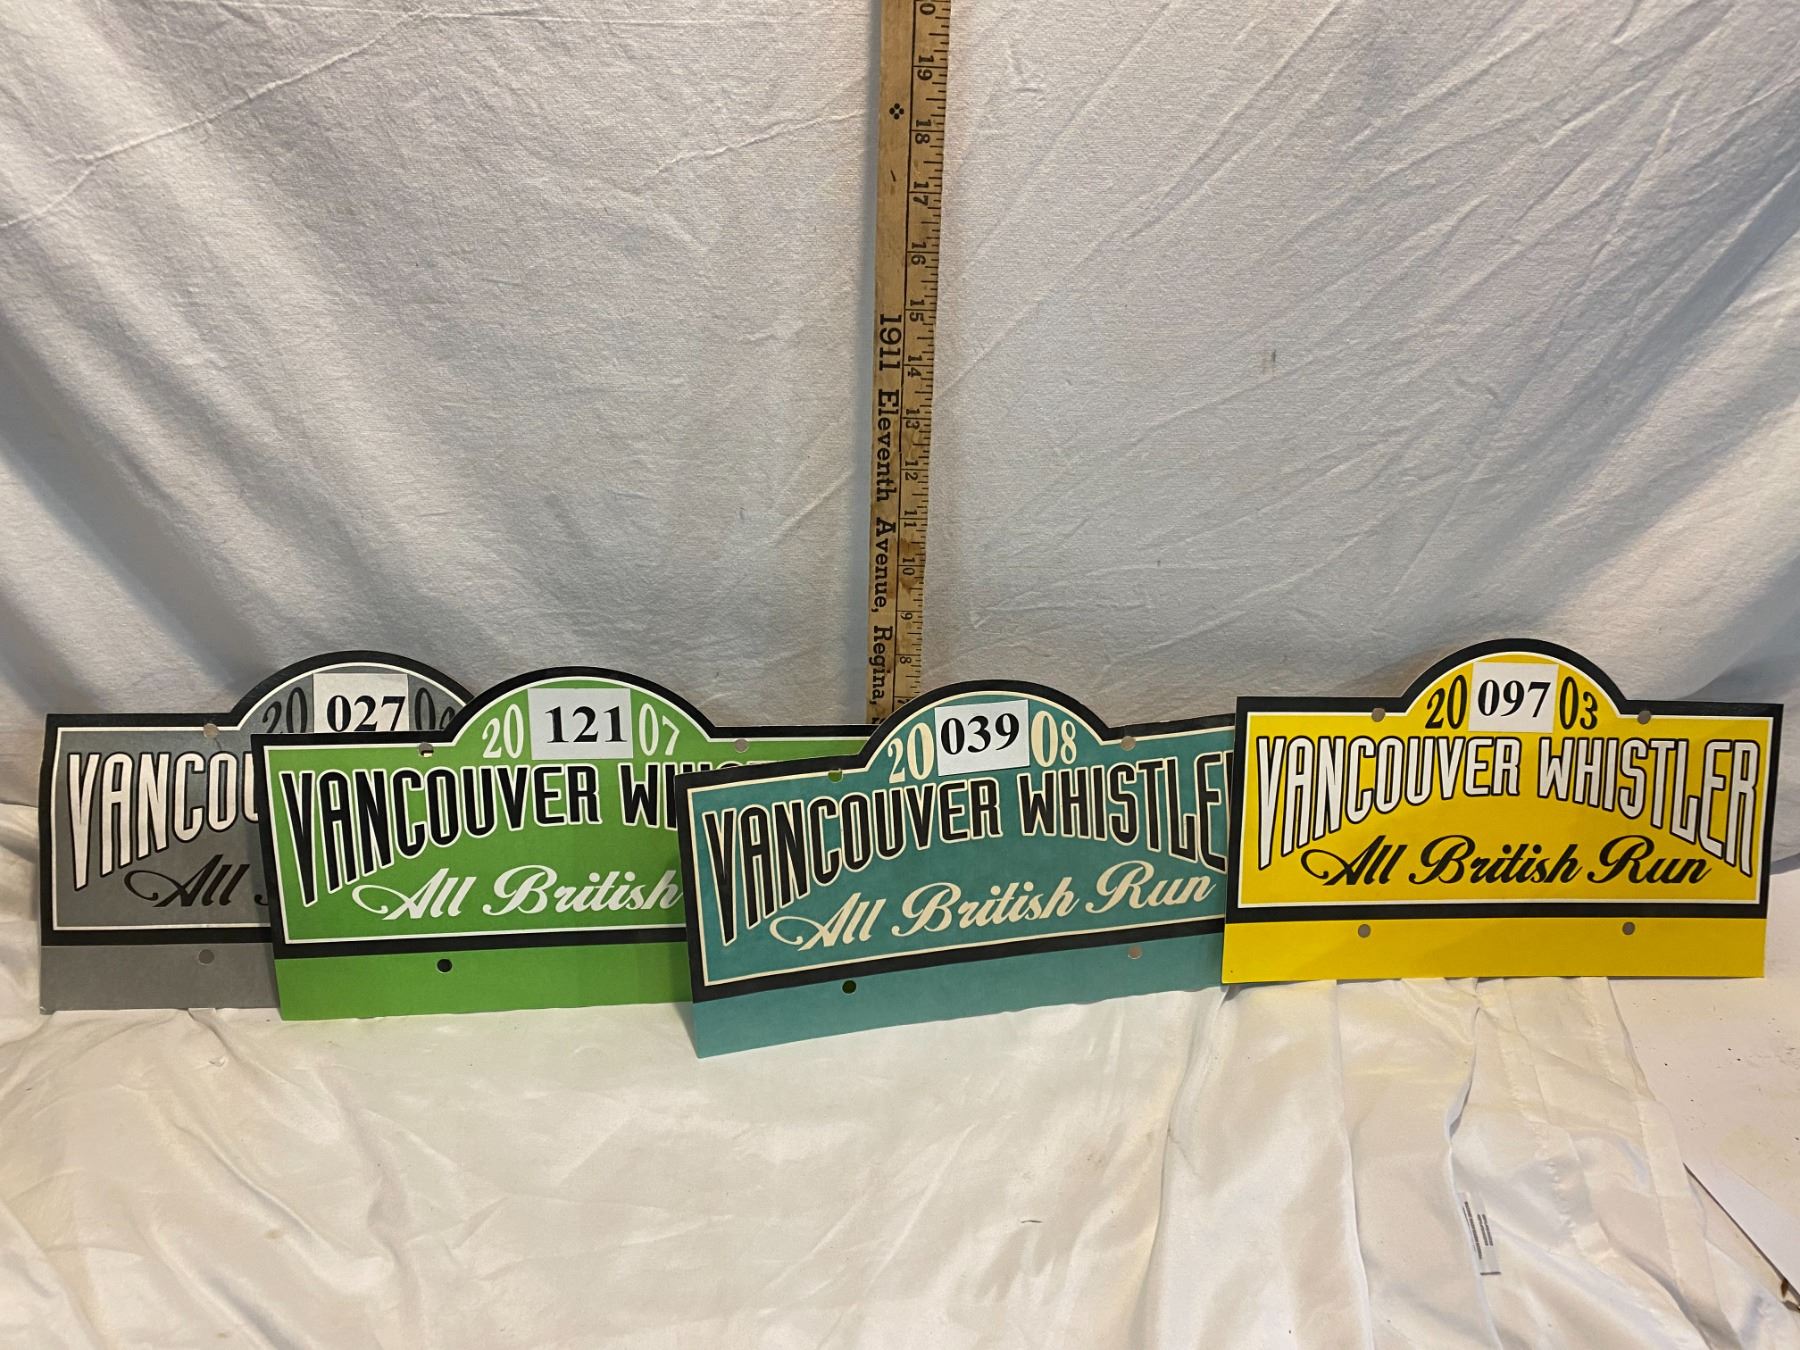 20 19 18 17 16 15 14 13 12 11 10 9 8
1911 Eleventh Avenue, Regina,
20 027
VANCOU
All
20 121 07
VANCOUVER
All British
20 039 08
VANCOUVER WHISTLE
All British Run
20 097 03
VANCOUVER WHISTLER
All British Run